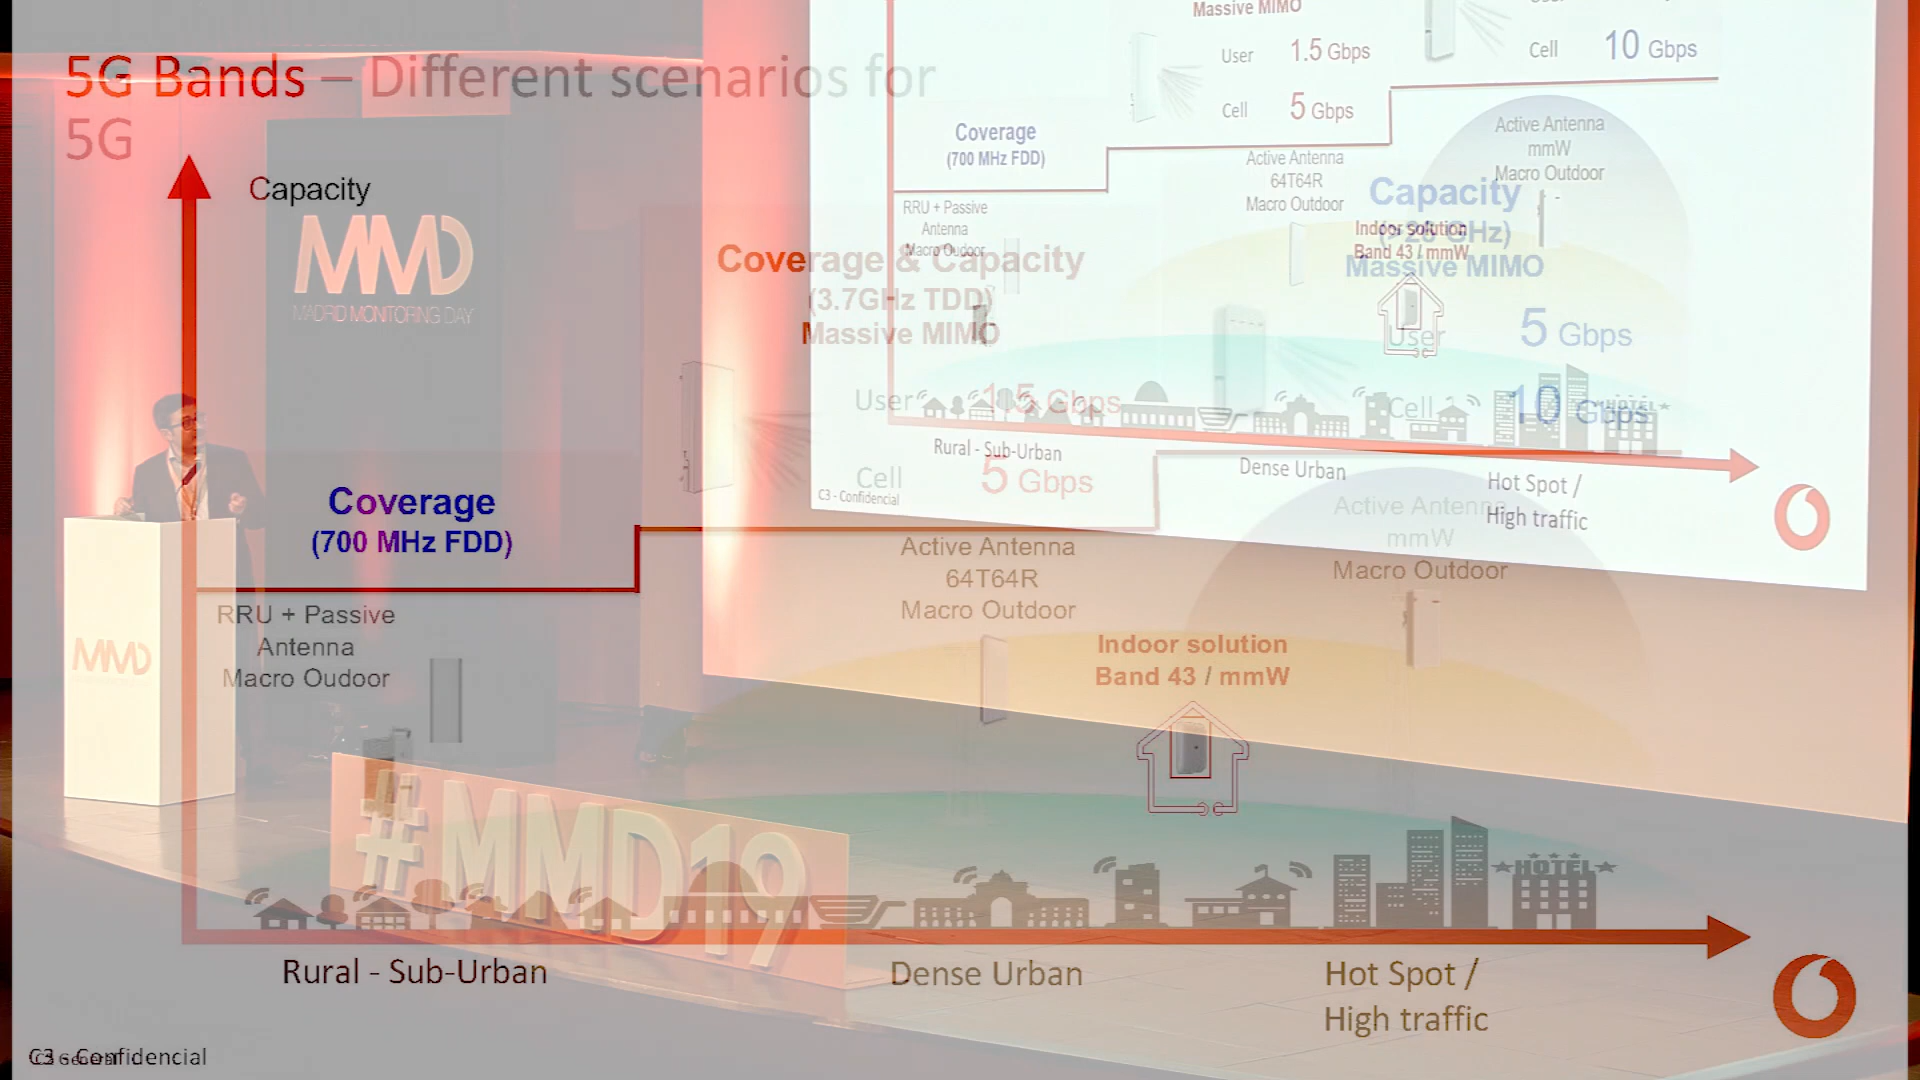 5G Bands – Different scenarios for
5G
Capacity
MMD
MADRID MONITORING DAY
Coverage
(700 MHz FDD)
RRU + Passive
Antenna
Macro Oudoor
Coverage & Capacity
(3.7GHz TDD)
Massive MIMO
User 1.5 Gbps
Cell 5 Gbps
Active Antenna
64T64R
Macro Outdoor
Indoor solution
Band 43 / mmW
Capacity
Massive MIMO
User 5 Gbps
Cell 10 Gbps
Active Antenna
mmW
Macro Outdoor
HOTEL
Rural - Sub-Urban
Dense Urban
Hot Spot /
High traffic
C3 - Confidencial
MMD
#MMD19
Massive MIMO
User 1.5 Gbps
Cell 5 Gbps
Cell 10 Gbps
Coverage
(700 MHz FDD)
RRU + Passive
Antenna
Macro Oudoor
Active Antenna
64T64R
Macro Outdoor
Active Antenna
mmW
Macro Outdoor
Indoor solution
Band 43 / mmW
HOTEL
Rural - Sub-Urban
Dense Urban
Hot Spot /
High traffic
C3 - Confidencial